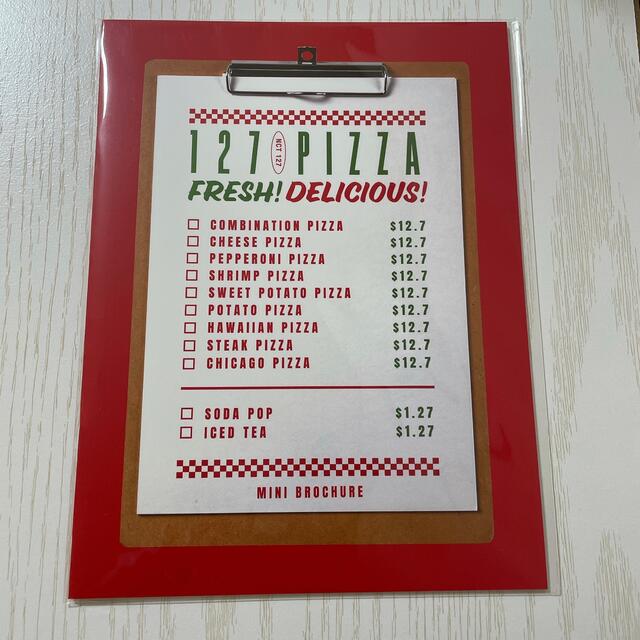 127 NCT 127 PIZZA
FRESH! DELICIOUS!
COMBINATION PIZZA $12.7
CHEESE PIZZA $12.7
PEPPERONI PIZZA $12.7
SHRIMP PIZZA $12.7
SWEET POTATO PIZZA $12.7
POTATO PIZZA $12.7
HAWAIIAN PIZZA $12.7
STEAK PIZZA $12.7
CHICAGO PIZZA $12.7
SODA POP $1.27
ICED TEA $1.27
MINI BROCHURE